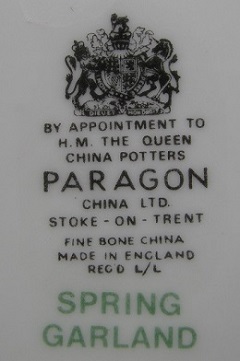 BY APPOINTMENT TO
H.M. THE QUEEN
CHINA POTTERS
PARAGON
CHINA LTD.
STOKE - ON - TRENT
FINE BONE CHINA
MADE IN ENGLAND
REGD L/L
SPRING
GARLAND